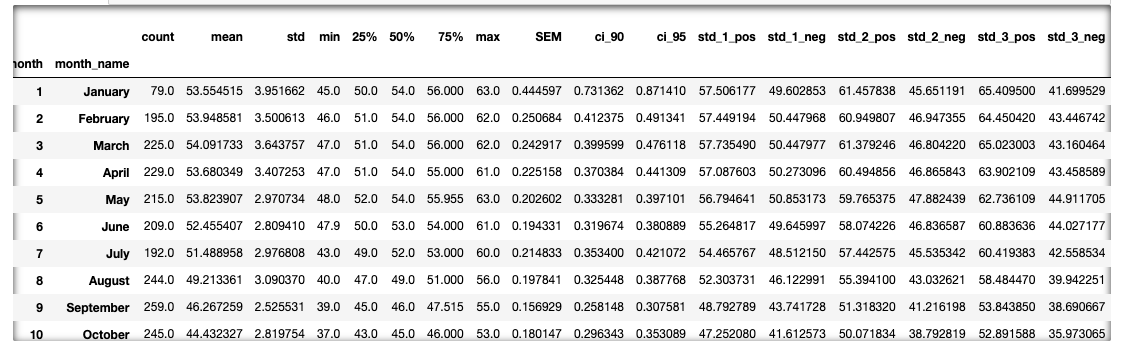 count mean std min 25% 50% 75% max SEM ci_90 ci_95 std_1_pos std_1_neg std_2_pos std_2_neg std_3_pos std_3_neg
onth month_name
1 January 79.0 53.554515 3.951662 45.0 50.0 54.0 56.000 63.0 0.444597 0.731362 0.871410 57.506177 49.602853 61.457838 45.651191 65.409500 41.699529
2 February 195.0 53.948581 3.500613 46.0 51.0 54.0 56.000 62.0 0.250684 0.412375 0.491341 57.449194 50.447968 60.949807 46.947355 64.450420 43.446742
3 March 225.0 54.091733 3.643757 47.0 51.0 54.0 56.000 62.0 0.242917 0.399599 0.476118 57.735490 50.447977 61.379246 46.804220 65.023003 43.160464
4 April 229.0 53.680349 3.407253 47.0 51.0 54.0 55.000 61.0 0.225158 0.370384 0.441309 57.087603 50.273096 60.494856 46.865843 63.902109 43.458589
5 May 215.0 53.823907 2.970734 48.0 52.0 54.0 55.955 63.0 0.202602 0.333281 0.397101 56.794641 50.853173 59.765375 47.882439 62.736109 44.911705
6 June 209.0 52.455407 2.809410 47.9 50.0 53.0 54.000 61.0 0.194331 0.319674 0.380889 55.264817 49.645997 58.074226 46.836587 60.883636 44.027177
7 July 192.0 51.488958 2.976808 43.0 49.0 52.0 53.000 60.0 0.214833 0.353400 0.421072 54.465767 48.512150 57.442575 45.535342 60.419383 42.558534
8 August 244.0 49.213361 3.090370 40.0 47.0 49.0 51.000 56.0 0.197841 0.325448 0.387768 52.303731 46.122991 55.394100 43.032621 58.484470 39.942251
9 September 259.0 46.267259 2.525531 39.0 45.0 46.0 47.515 55.0 0.156929 0.258148 0.307581 48.792789 43.741728 51.318320 41.216198 53.843850 38.690667
10 October 245.0 44.432327 2.819754 37.0 43.0 45.0 46.000 53.0 0.180147 0.296343 0.353089 47.252080 41.612573 50.071834 38.792819 52.891588 35.973065